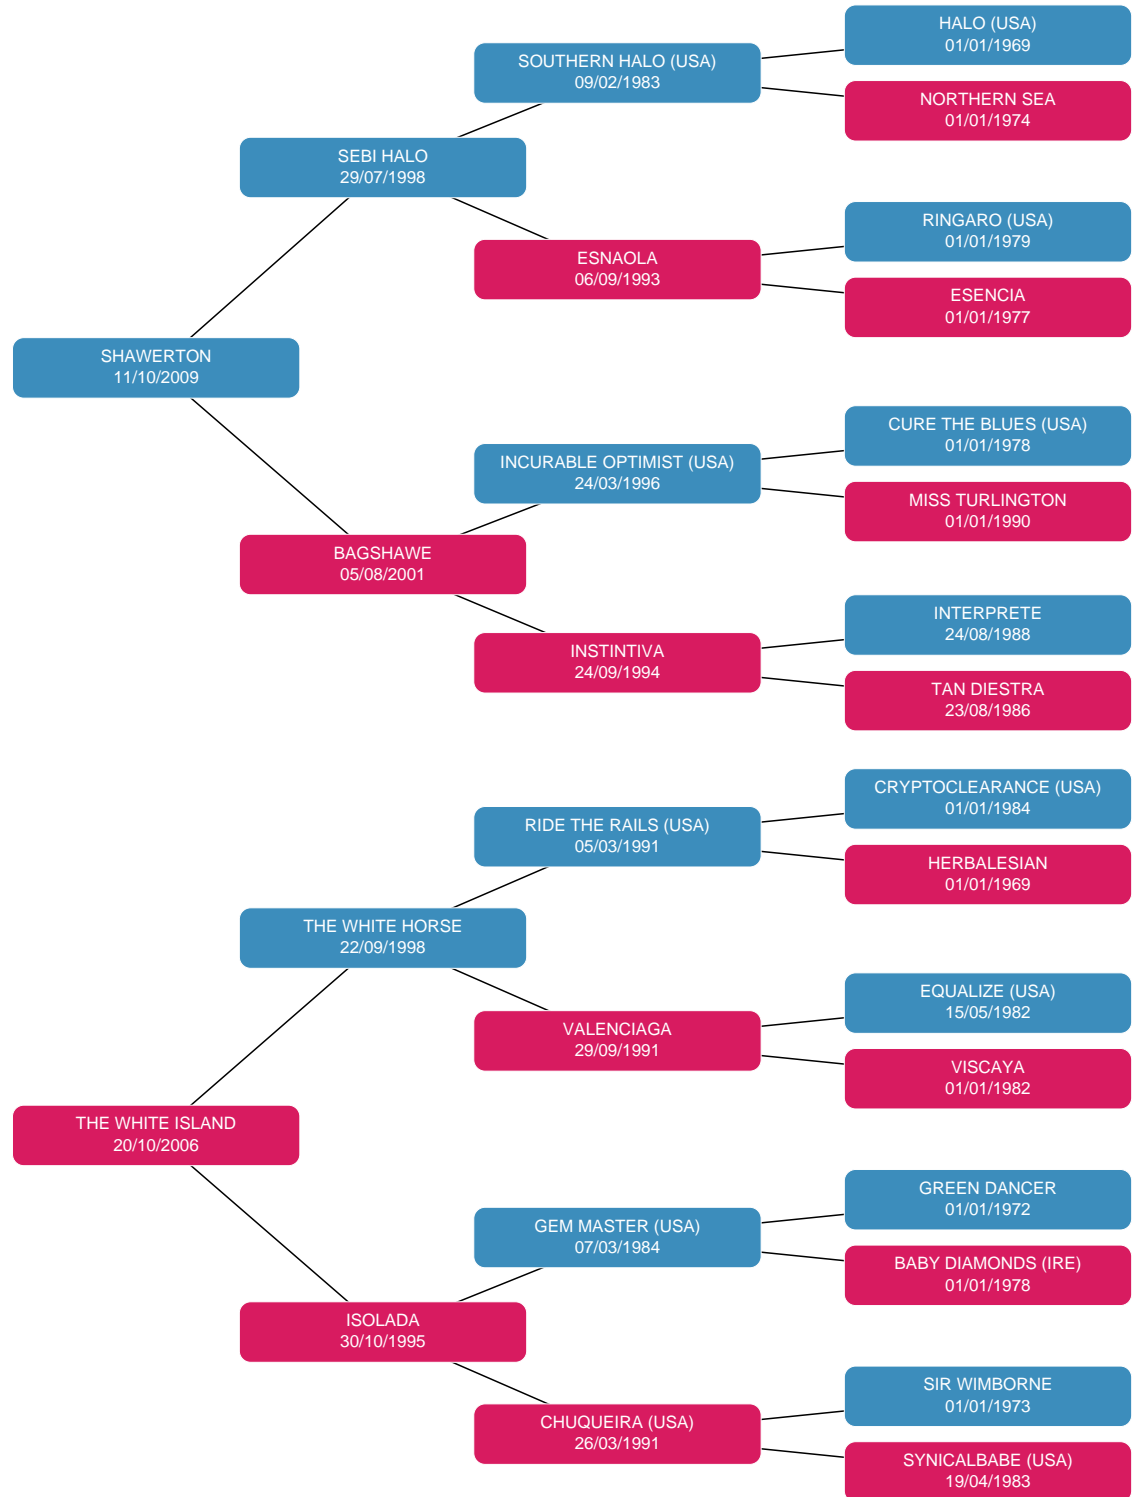 HALO (USA)
01/01/1969
SOUTHERN HALO (USA)
09/02/1983
NORTHERN SEA
01/01/1974
SEBI HALO
29/07/1998
RINGARO (USA)
01/01/1979
ESNAOLA
06/09/1993
ESENCIA
01/01/1977
SHAWERTON
11/10/2009
CURE THE BLUES (USA)
01/01/1978
INCURABLE OPTIMIST (USA)
24/03/1996
MISS TURLINGTON
01/01/1990
BAGSHAWE
05/08/2001
INTERPRETE
24/08/1988
INSTINTIVA
24/09/1994
TAN DIESTRA
23/08/1986
CRYPTOCLEARANCE (USA)
01/01/1984
RIDE THE RAILS (USA)
05/03/1991
HERBALESIAN
01/01/1969
THE WHITE HORSE
22/09/1998
EQUALIZE (USA)
15/05/1982
VALENCIAGA
29/09/1991
VISCAYA
01/01/1982
THE WHITE ISLAND
20/10/2006
GREEN DANCER
01/01/1972
GEM MASTER (USA)
07/03/1984
BABY DIAMONDS (IRE)
01/01/1978
ISOLADA
30/10/1995
SIR WIMBORNE
01/01/1973
CHUQUEIRA (USA)
26/03/1991
SYNICALBABE (USA)
19/04/1983